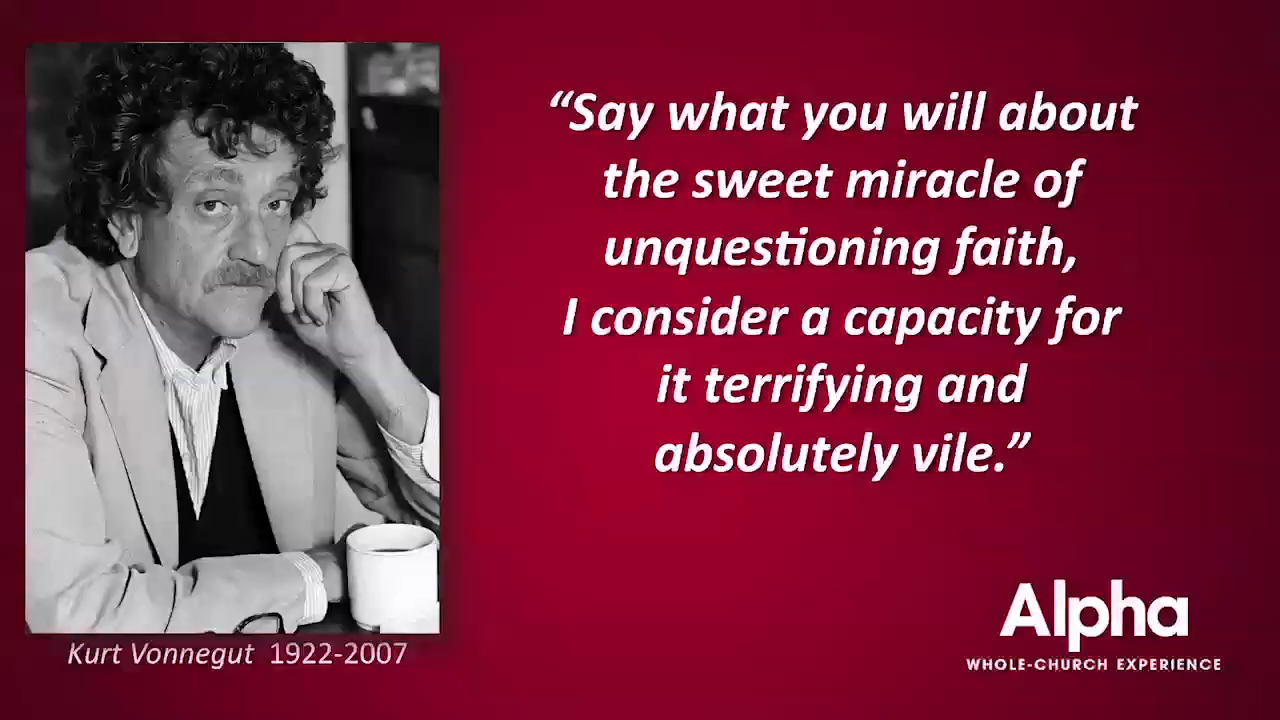 “Say what you will about
the sweet miracle of
unquestioning faith,
I consider a capacity for
it terrifying and
absolutely vile.”
Kurt Vonnegut 1922-2007
Alpha
WHOLE-CHURCH EXPERIENCE